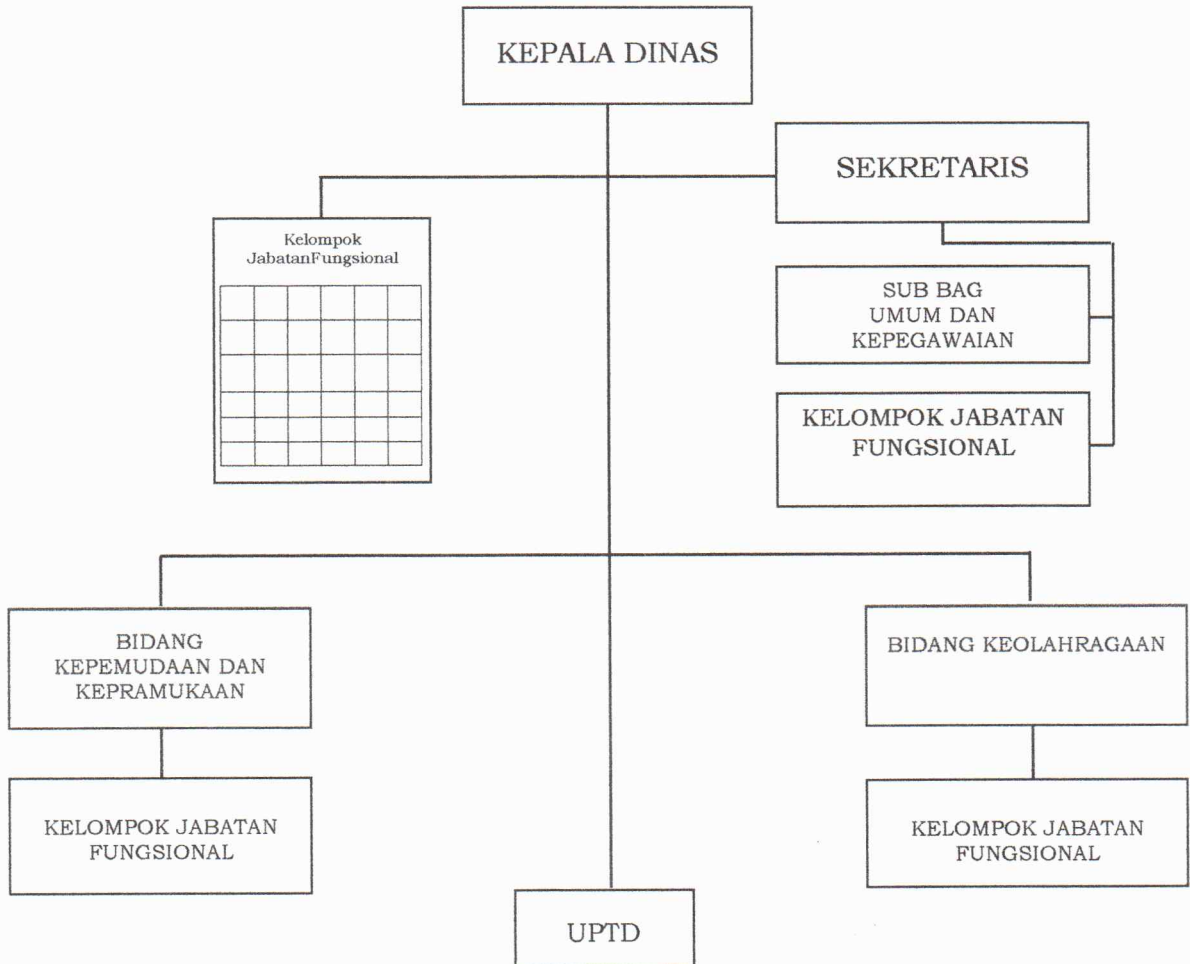 KEPALA DINAS
SEKRETARIS
Kelompok
JabatanFungsional
SUB BAG
UMUM DAN
KEPEGAWAIAN
KELOMPOK JABATAN
FUNGSIONAL
BIDANG
KEPEMUDAAN DAN
KEPRAMUKAAN
BIDANG KEOLAHRAGAAN
KELOMPOK JABATAN
FUNGSIONAL
KELOMPOK JABATAN
FUNGSIONAL
UPTD